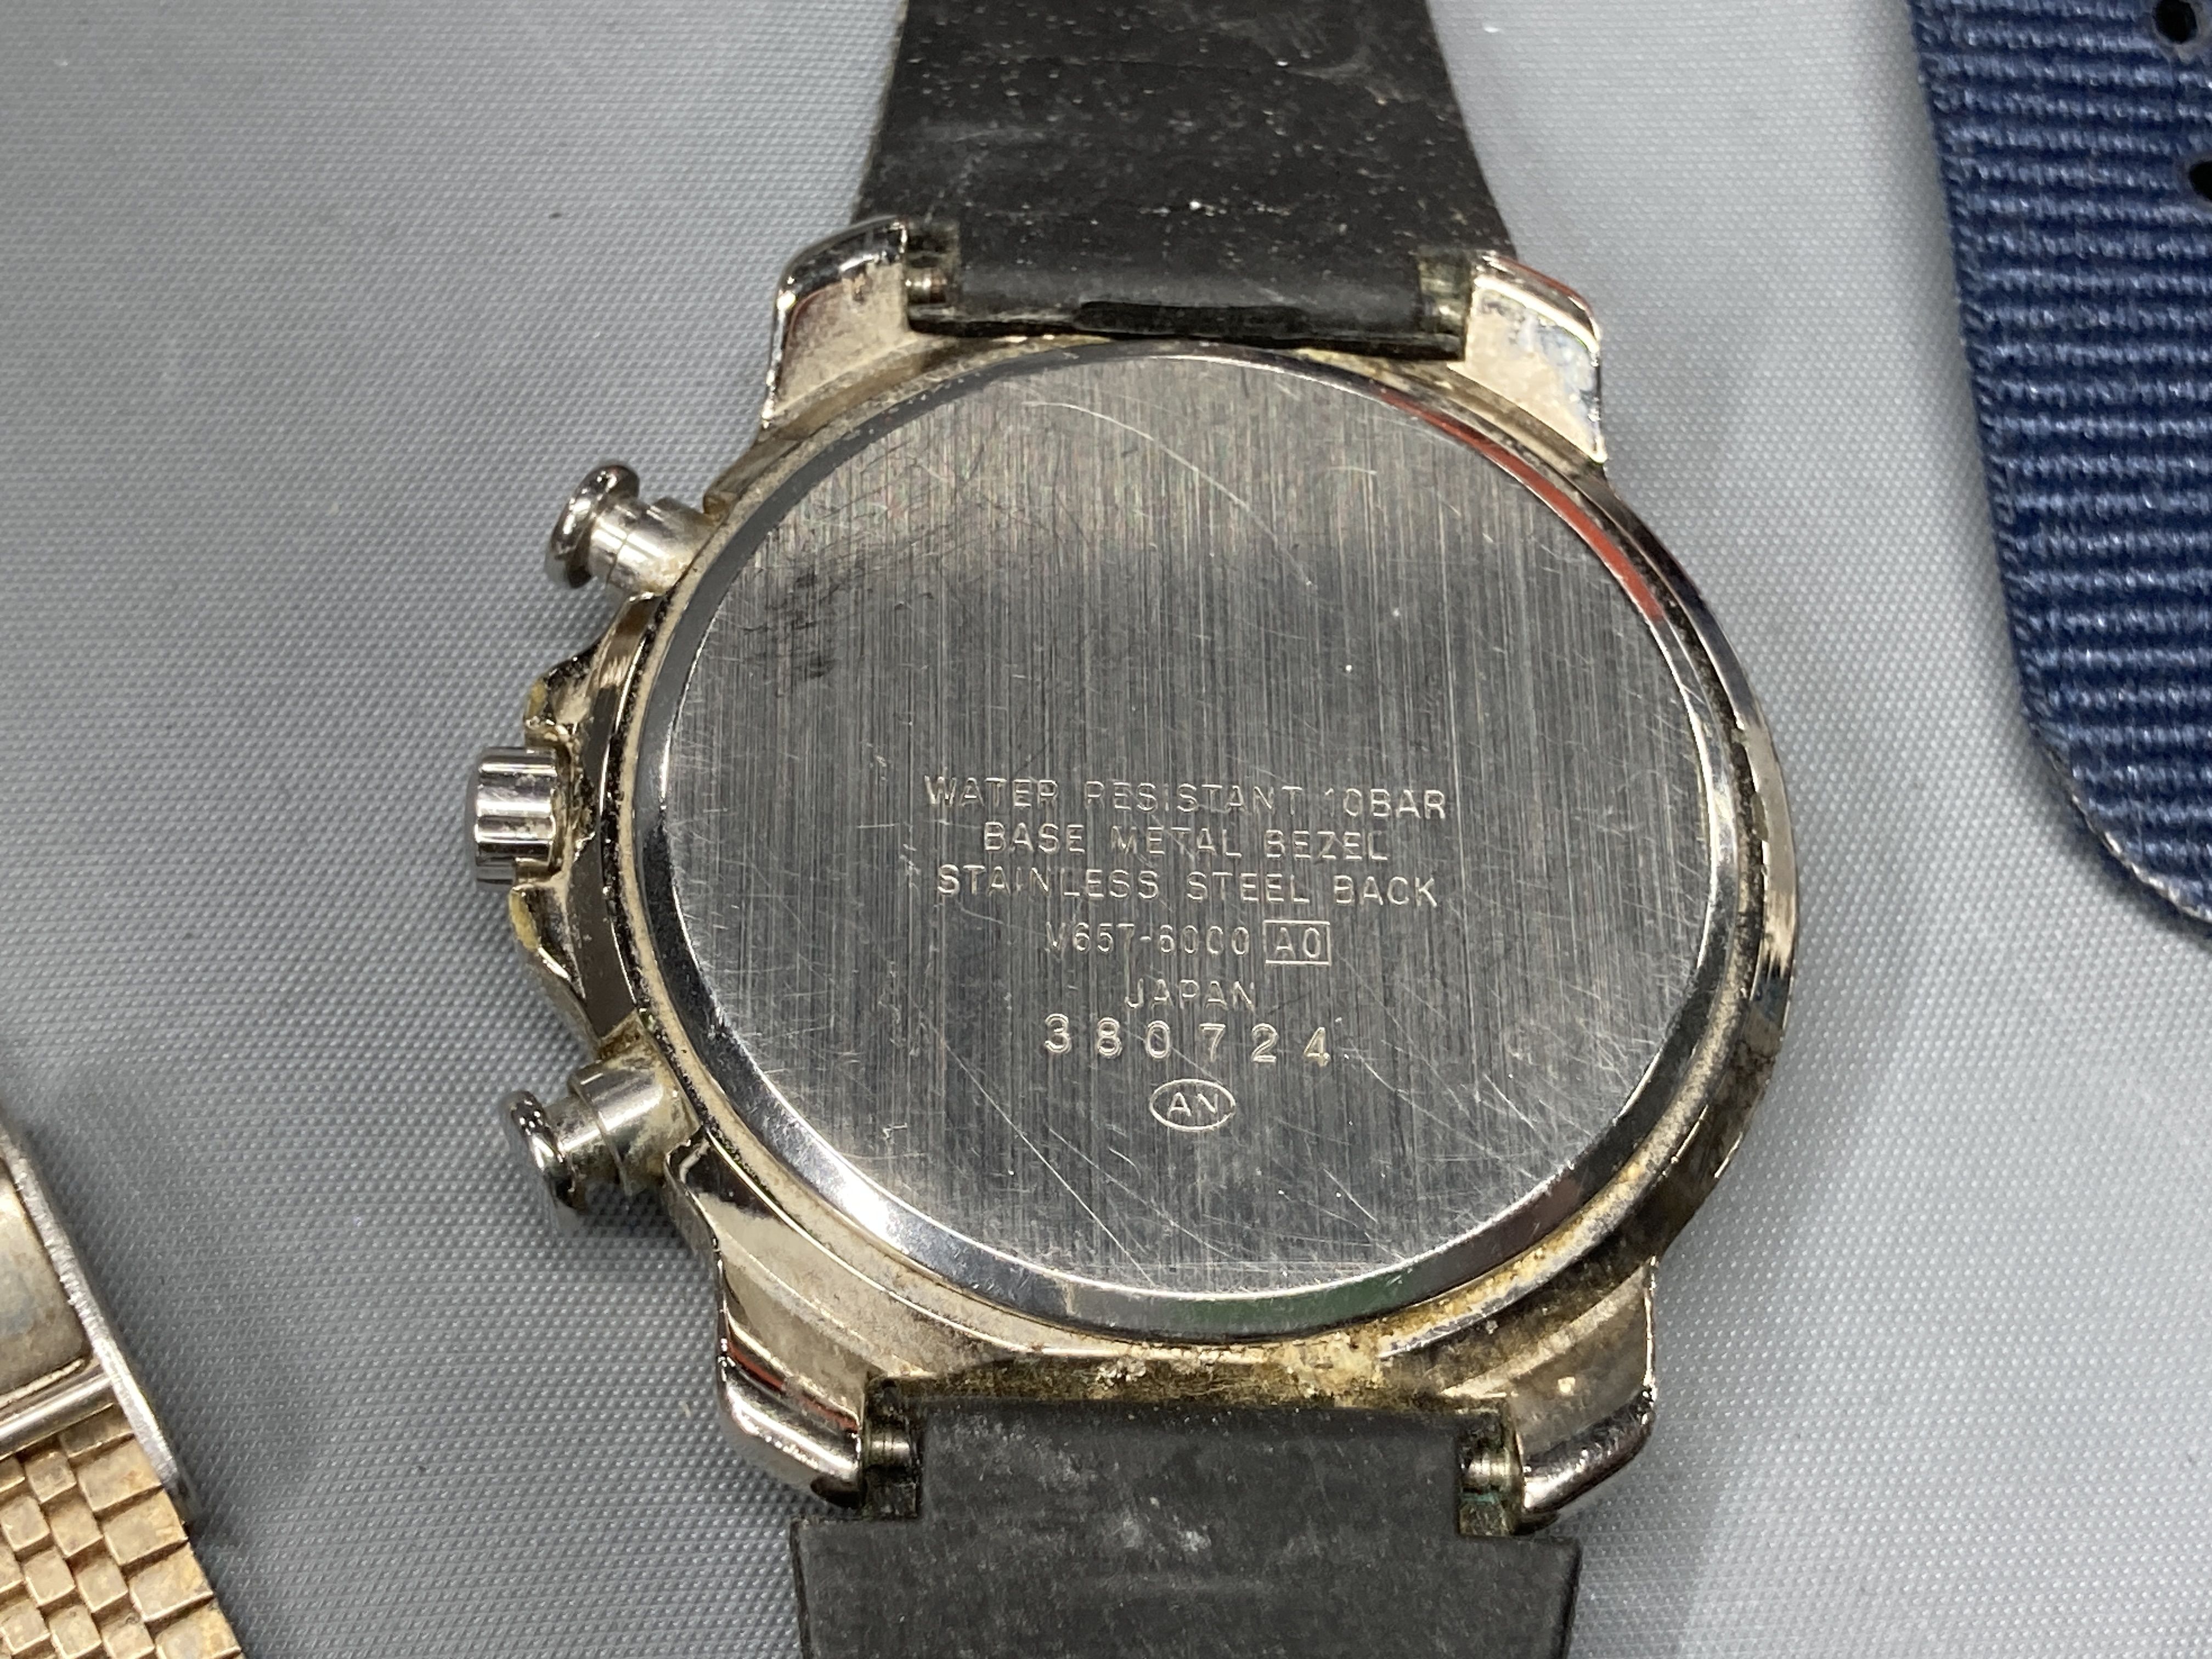 WATER RESISTANT 10BAR
BASE METAL BEZEL
STAINLESS STEEL BACK
V657-6000 A0
JAPAN
380724
AN